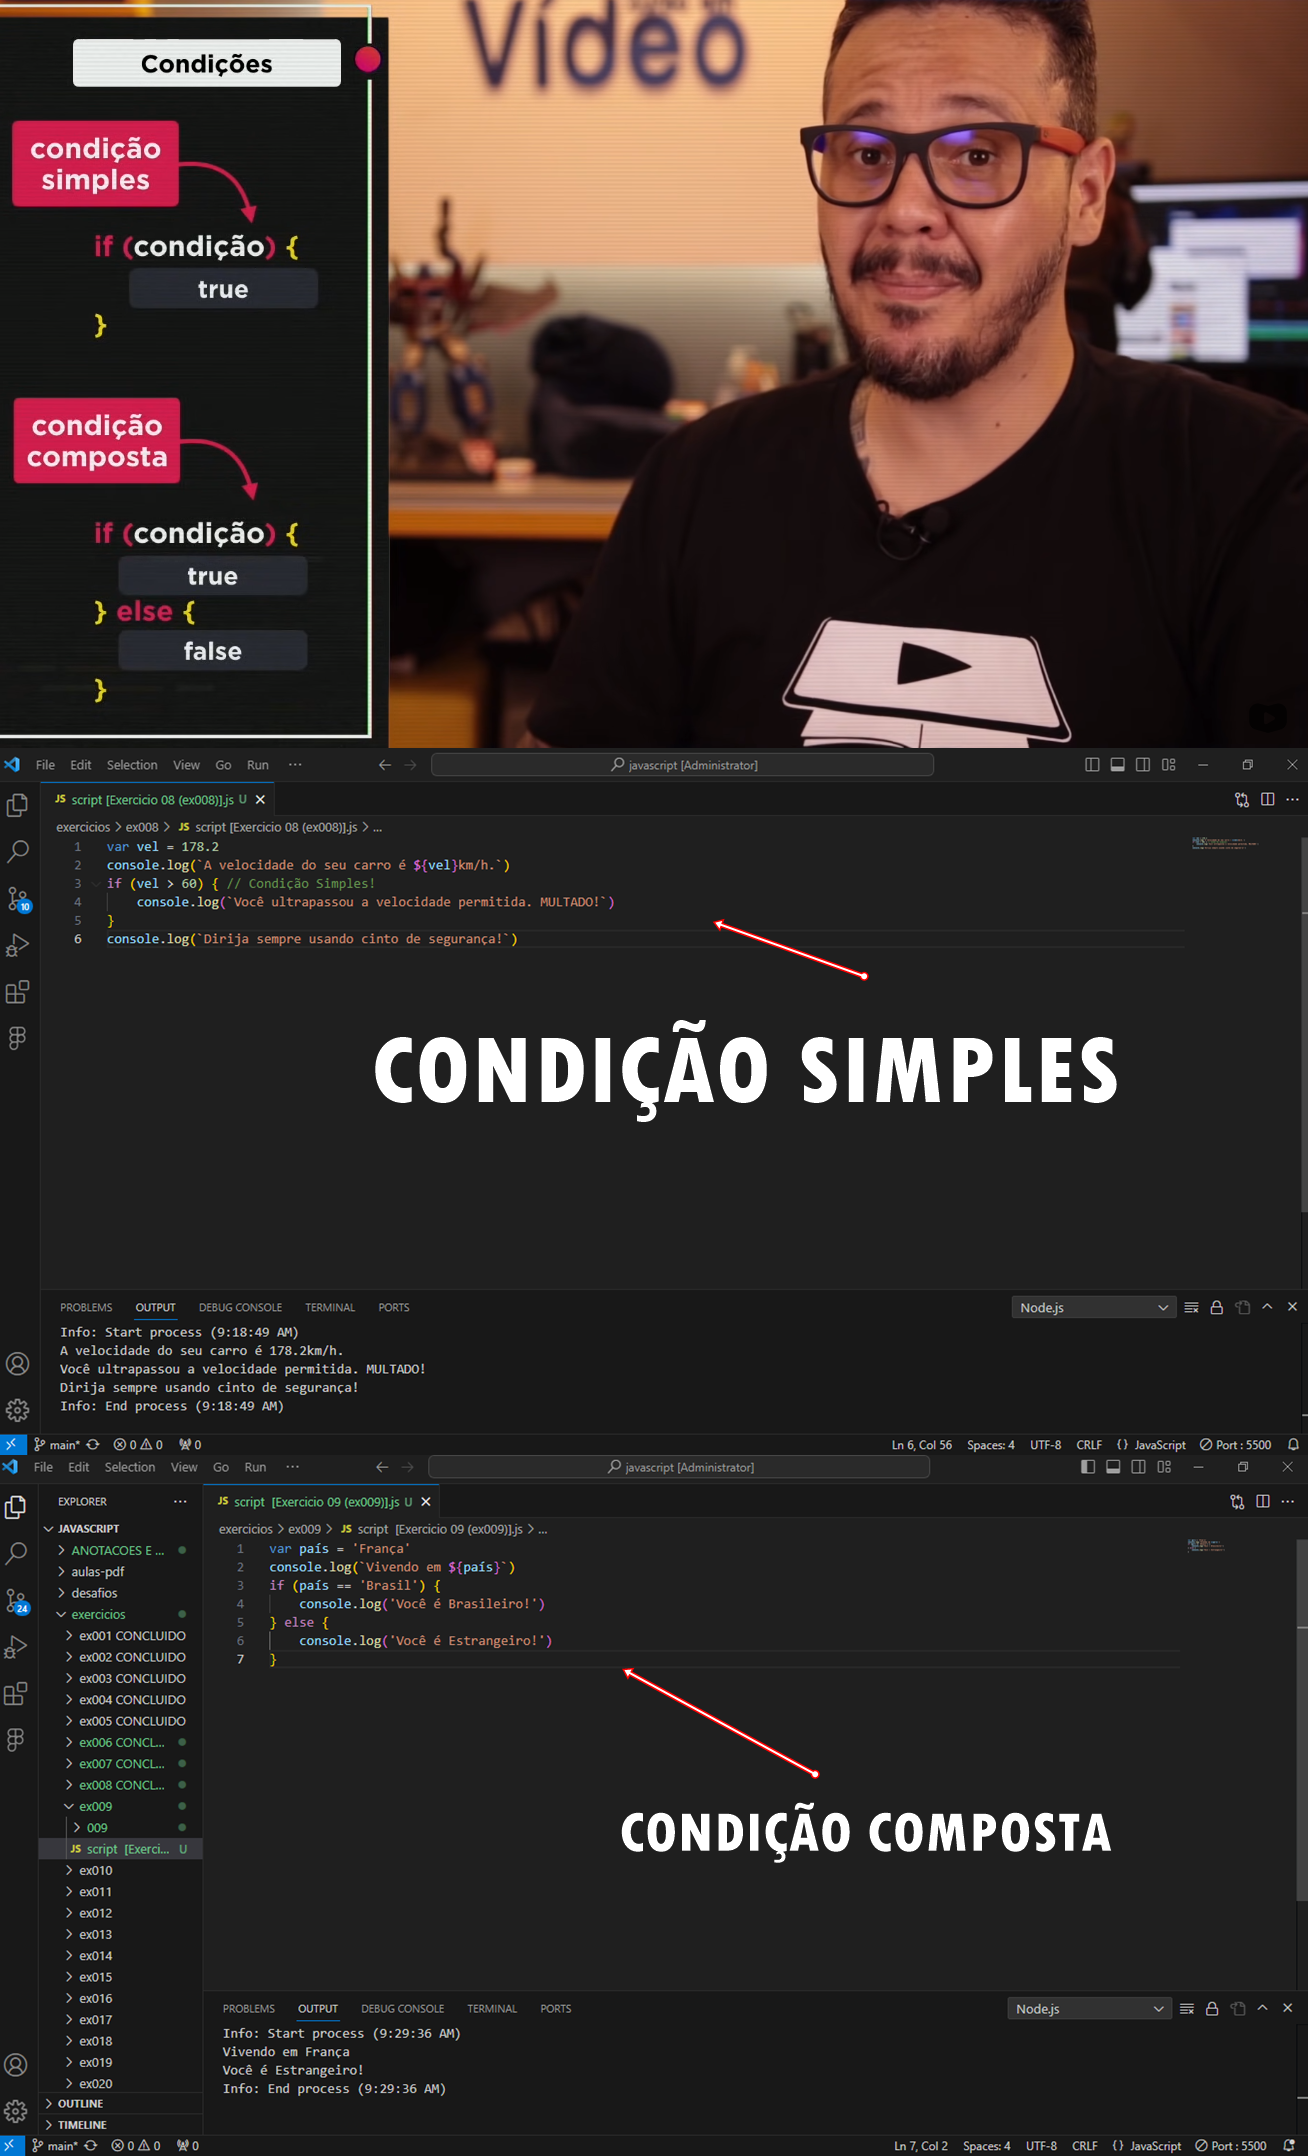 Vídeo
Condições
condição
simples
if (condição) {
true
}
condição
composta
if (condição) {
true
} else {
false
}
File Edit Selection View Go Run ··· javascript [Administrator]
JS script [Exercicio 08 (ex008)].js U
exercicios > ex008 > JS script [Exercicio 08 (ex008)].js > ...
1 var vel = 178.2
2 console.log(`A velocidade do seu carro é ${vel}km/h.`)
3 if (vel > 60) { // Condição Simples!
4 console.log(`Você ultrapassou a velocidade permitida. MULTADO!`)
5 }
6 console.log(`Dirija sempre usando cinto de segurança!`)
10
CONDIÇÃO SIMPLES
PROBLEMS OUTPUT DEBUG CONSOLE TERMINAL PORTS Node.js
Info: Start process (9:18:49 AM)
A velocidade do seu carro é 178.2km/h.
Você ultrapassou a velocidade permitida. MULTADO!
Dirija sempre usando cinto de segurança!
Info: End process (9:18:49 AM)
main* 0 0 0 Ln 6, Col 56 Spaces: 4 UTF-8 CRLF {} JavaScript Port : 5500
File Edit Selection View Go Run ··· javascript [Administrator]
EXPLORER ···
JAVASCRIPT
ANOTACOES E ...
aulas-pdf
desafios
exercicios
ex001 CONCLUIDO
ex002 CONCLUIDO
ex003 CONCLUIDO
ex004 CONCLUIDO
ex005 CONCLUIDO
ex006 CONCL...
ex007 CONCL...
ex008 CONCL...
ex009
009
JS script [Exerci... U
ex010
ex011
ex012
ex013
ex014
ex015
ex016
ex017
ex018
ex019
ex020
OUTLINE
TIMELINE
24
JS script [Exercicio 09 (ex009)].js U
exercicios > ex009 > JS script [Exercicio 09 (ex009)].js > ...
1 var país = 'França'
2 console.log(`Vivendo em ${país}`)
3 if (país == 'Brasil') {
4 console.log('Você é Brasileiro!')
5 } else {
6 console.log('Você é Estrangeiro!')
7 }
CONDIÇÃO COMPOSTA
PROBLEMS OUTPUT DEBUG CONSOLE TERMINAL PORTS Node.js
Info: Start process (9:29:36 AM)
Vivendo em França
Você é Estrangeiro!
Info: End process (9:29:36 AM)
main* 0 0 0 Ln 7, Col 2 Spaces: 4 UTF-8 CRLF {} JavaScript Port : 5500